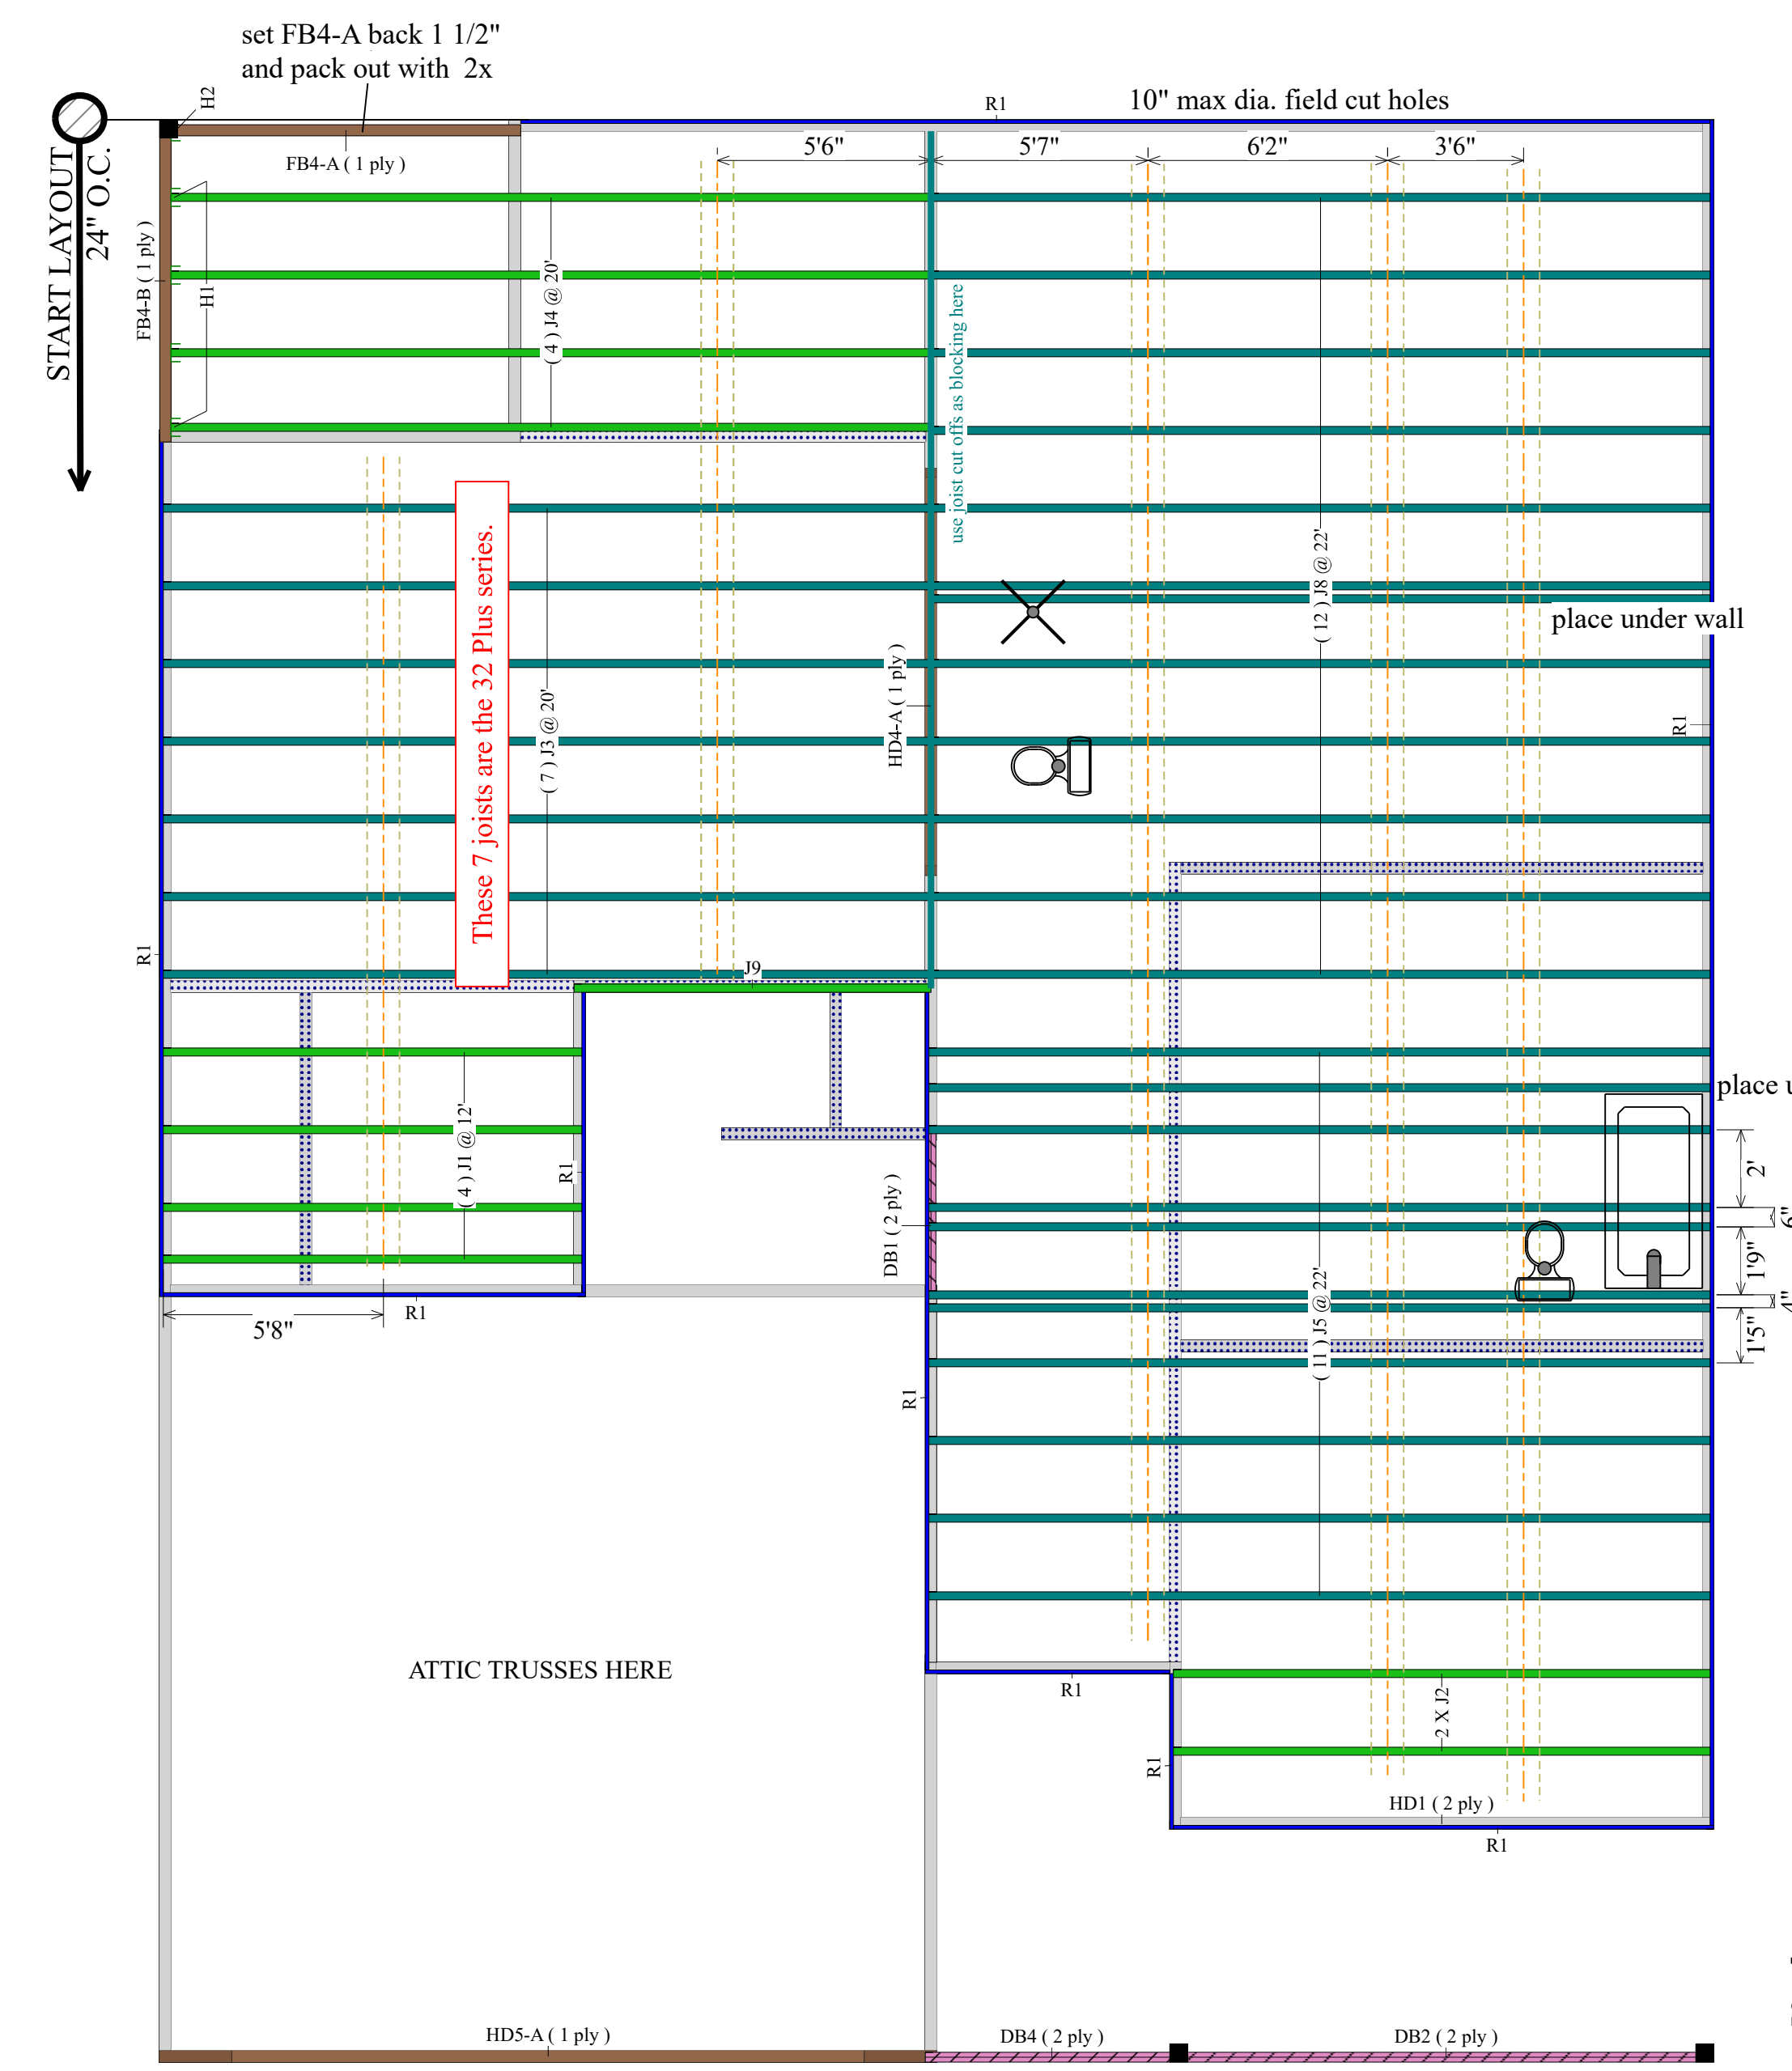 set FB4-A back 1 1/2"
and pack out with 2x
H2
R1
10" max dia. field cut holes
START LAYOUT
24" O.C.
FB4-A ( 1 ply )
5'6"
5'7"
6'2"
3'6"
FB4-B ( 1 ply )
H1
( 4 ) J4 @ 20'
use joist cut offs as blocking here
( 12 ) J8 @ 22'
place under wall
These 7 joists are the 32 Plus series.
( 7 ) J3 @ 20'
HD4-A ( 1 ply )
R1
R1
J9
place u
( 4 ) J1 @ 12'
R1
DB1 ( 2 ply )
2'
6"
1'9"
4"
1'5"
5'8"
R1
( 11 ) J5 @ 22'
R1
ATTIC TRUSSES HERE
R1
2 X J2
R1
HD1 ( 2 ply )
R1
HD5-A ( 1 ply )
DB4 ( 2 ply )
DB2 ( 2 ply )